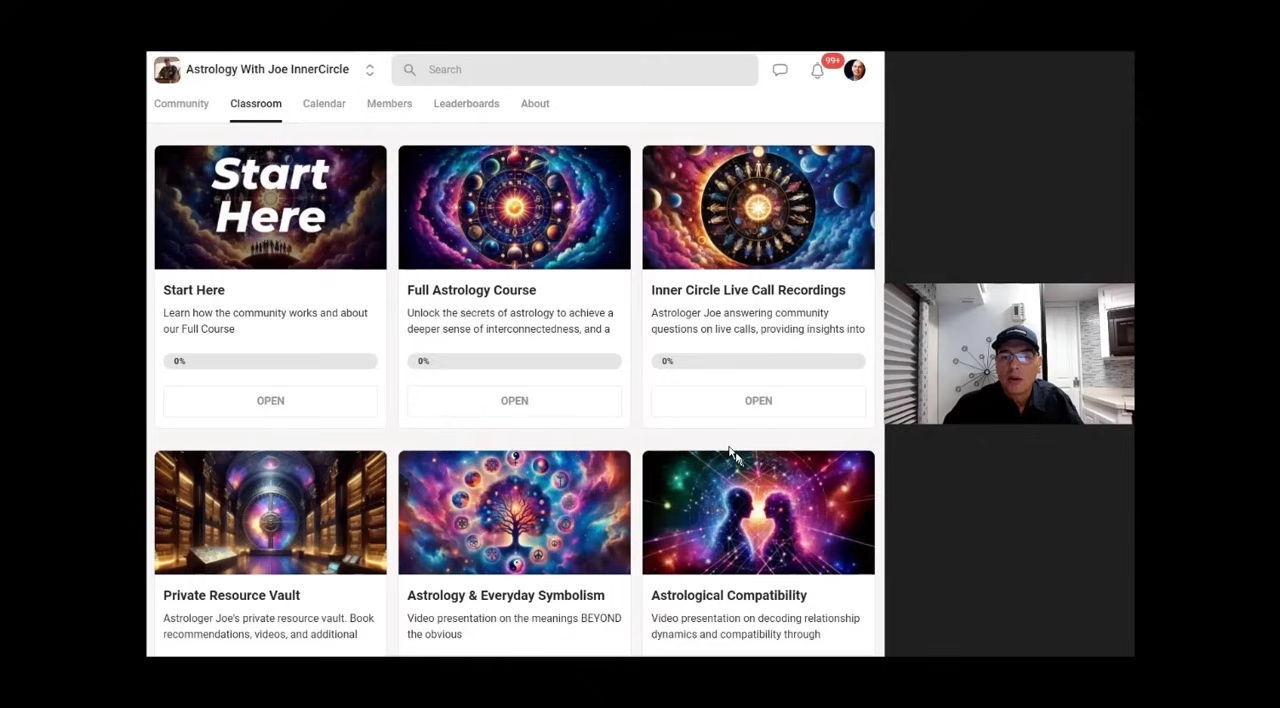 Astrology With Joe InnerCircle
Search
99+
Community
Classroom
Calendar
Members
Leaderboards
About
Start
Here
Start Here
Learn how the community works and about
our Full Course
0%
OPEN
Full Astrology Course
Unlock the secrets of astrology to achieve a
deeper sense of interconnectedness, and a
0%
OPEN
Inner Circle Live Call Recordings
Astrologer Joe answering community
questions on live calls, providing insights into
0%
OPEN
Private Resource Vault
Astrologer Joe's private resource vault. Book
recommendations, videos, and additional
Astrology & Everyday Symbolism
Video presentation on the meanings BEYOND
the obvious
Astrological Compatibility
Video presentation on decoding relationship
dynamics and compatibility through